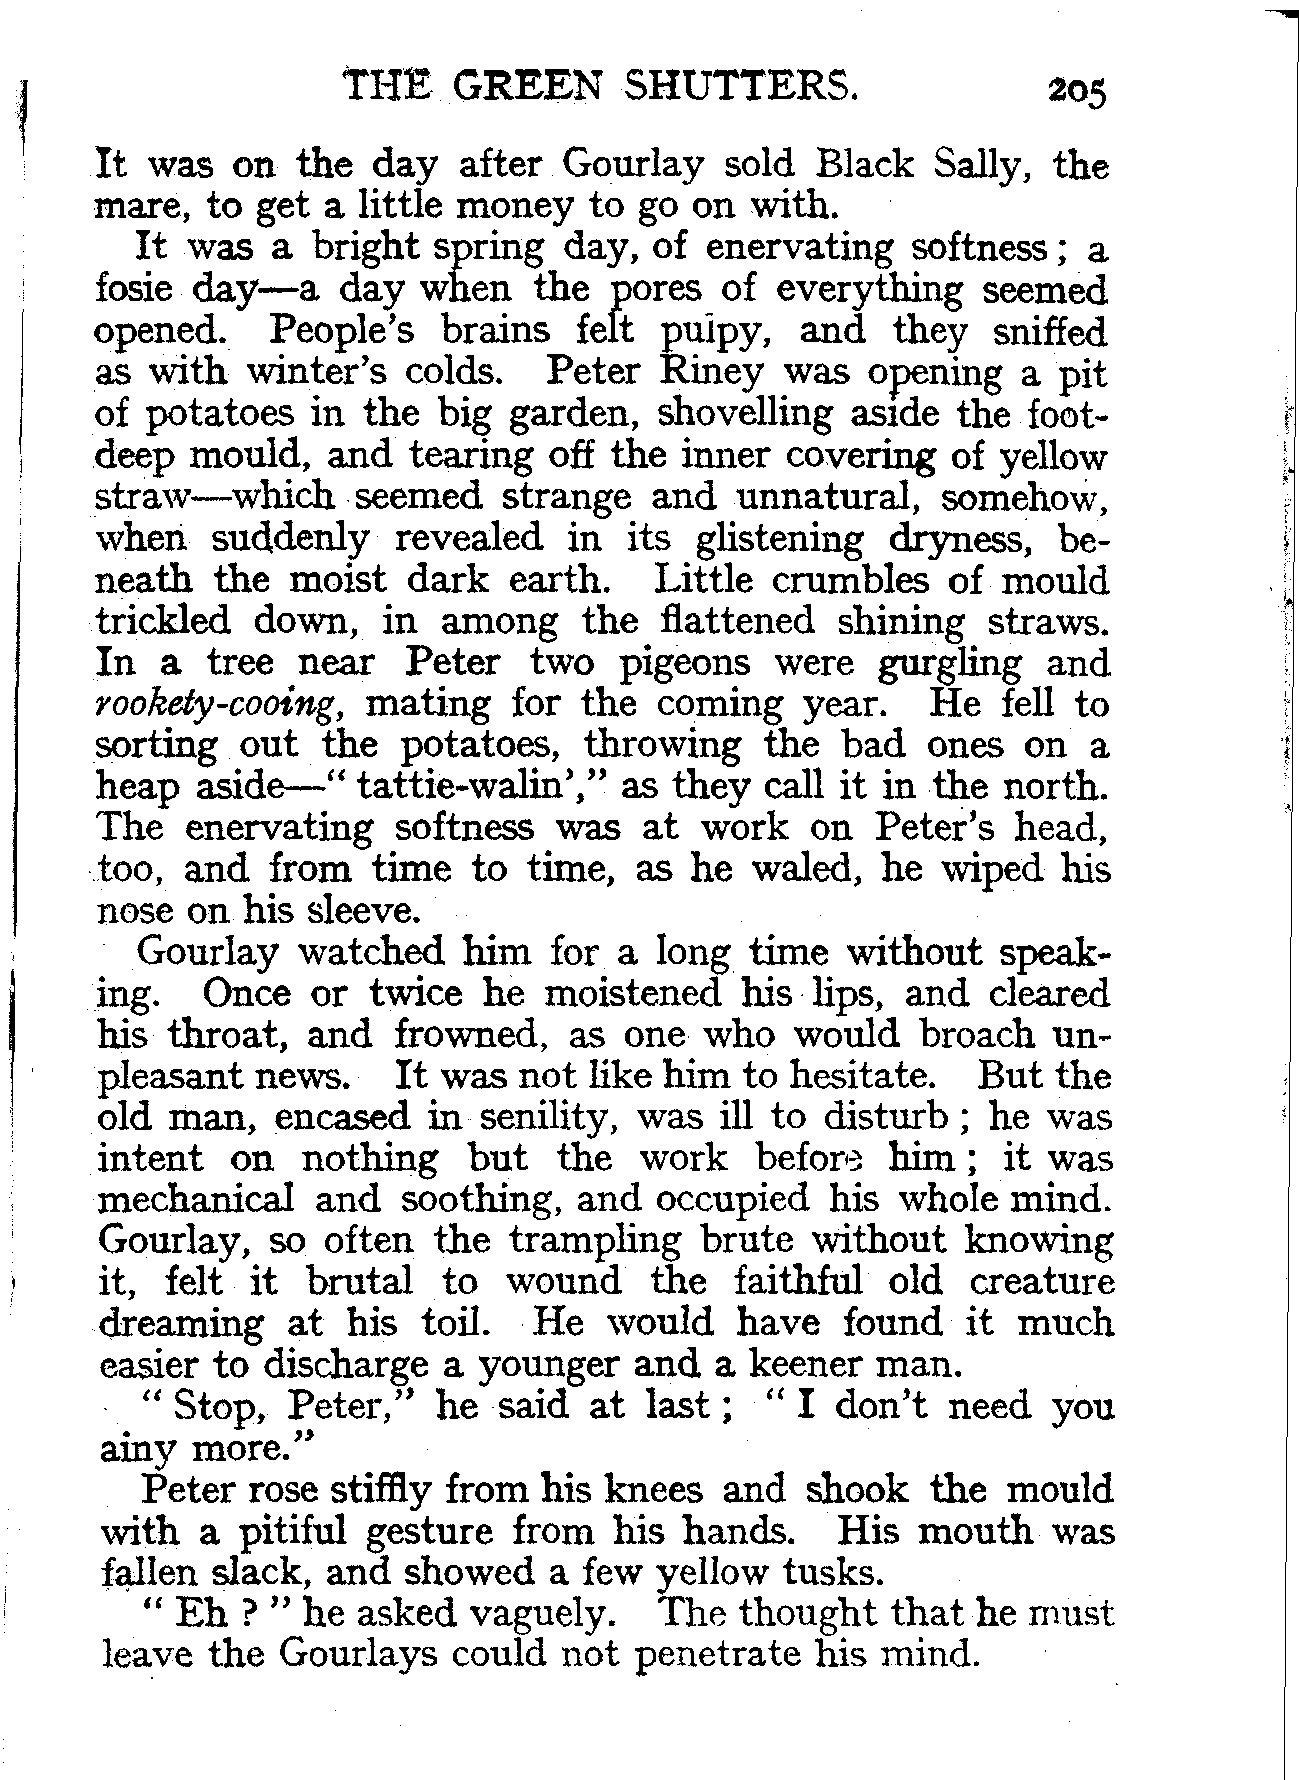 THE GREEN SHUTTERS. 205
It was on the day after Gourlay sold Black Sally, the
mare, to get a little money to go on with.
It was a bright spring day, of enervating softness ; a
fosie day—a day when the pores of everything seemed
opened. People's brains felt pulpy, and they sniffed
as with winter's colds. Peter Riney was opening a pit
of potatoes in the big garden, shovelling aside the foot-
deep mould, and tearing off the inner covering of yellow
straw—which seemed strange and unnatural, somehow,
when suddenly revealed in its glistening dryness, be-
neath the moist dark earth. Little crumbles of mould
trickled down, in among the flattened shining straws.
In a tree near Peter two pigeons were gurgling and
rookety-cooing, mating for the coming year. He fell to
sorting out the potatoes, throwing the bad ones on a
heap aside—" tattie-walin'," as they call it in the north.
The enervating softness was at work on Peter's head,
too, and from time to time, as he waled, he wiped his
nose on his sleeve.
Gourlay watched him for a long time without speak-
ing. Once or twice he moistened his lips, and cleared
his throat, and frowned, as one who would broach un-
pleasant news. It was not like him to hesitate. But the
old man, encased in senility, was ill to disturb ; he was
intent on nothing but the work before him ; it was
mechanical and soothing, and occupied his whole mind.
Gourlay, so often the trampling brute without knowing
it, felt it brutal to wound the faithful old creature
dreaming at his toil. He would have found it much
easier to discharge a younger and a keener man.
" Stop, Peter," he said at last ; " I don't need you
ainy more."
Peter rose stiffly from his knees and shook the mould
with a pitiful gesture from his hands. His mouth was
fallen slack, and showed a few yellow tusks.
" Eh ? " he asked vaguely. The thought that he must
leave the Gourlays could not penetrate his mind.